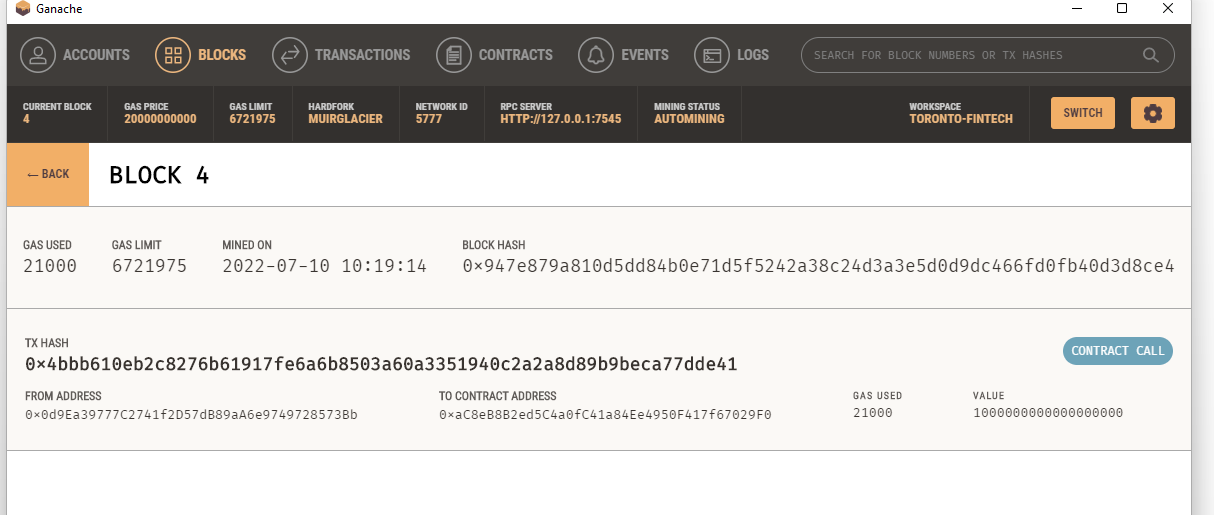 Ganache
ACCOUNTS BLOCKS TRANSACTIONS CONTRACTS EVENTS LOGS SEARCH FOR BLOCK NUMBERS OR TX HASHES
CURRENT BLOCK GAS PRICE GAS LIMIT HARDFORK NETWORK ID RPC SERVER MINING STATUS WORKSPACE
4 20000000000 6721975 MUIRGLACIER 5777 HTTP://127.0.0.1:7545 AUTOMINING TORONTO-FINTECH SWITCH
← BACK BLOCK 4
GAS USED GAS LIMIT MINED ON BLOCK HASH
21000 6721975 2022-07-10 10:19:14 0×947e879a810d5dd84b0e71d5f5242a38c24d3a3e5d0d9dc466fd0fb40d3d8ce4
TX HASH
0×4bbb610eb2c8276b61917fe6a6b8503a60a3351940c2a2a8d89b9beca77dde41 CONTRACT CALL
FROM ADDRESS TO CONTRACT ADDRESS GAS USED VALUE
0×0d9Ea39777C2741f2D57dB89aA6e9749728573Bb 0×aC8eB8B2ed5C4a0fC41a84Ee4950F417f67029F0 21000 1000000000000000000